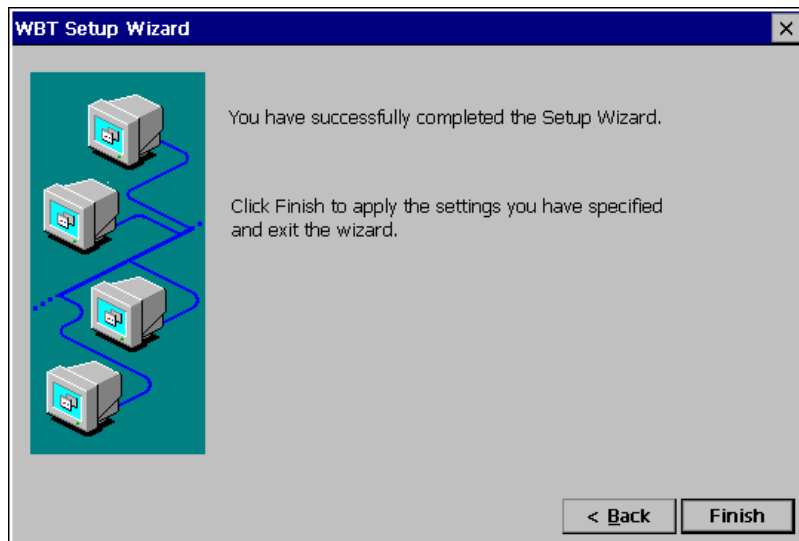 WBT Setup Wizard
You have successfully completed the Setup Wizard.
Click Finish to apply the settings you have specified
and exit the wizard.
< Back
Finish